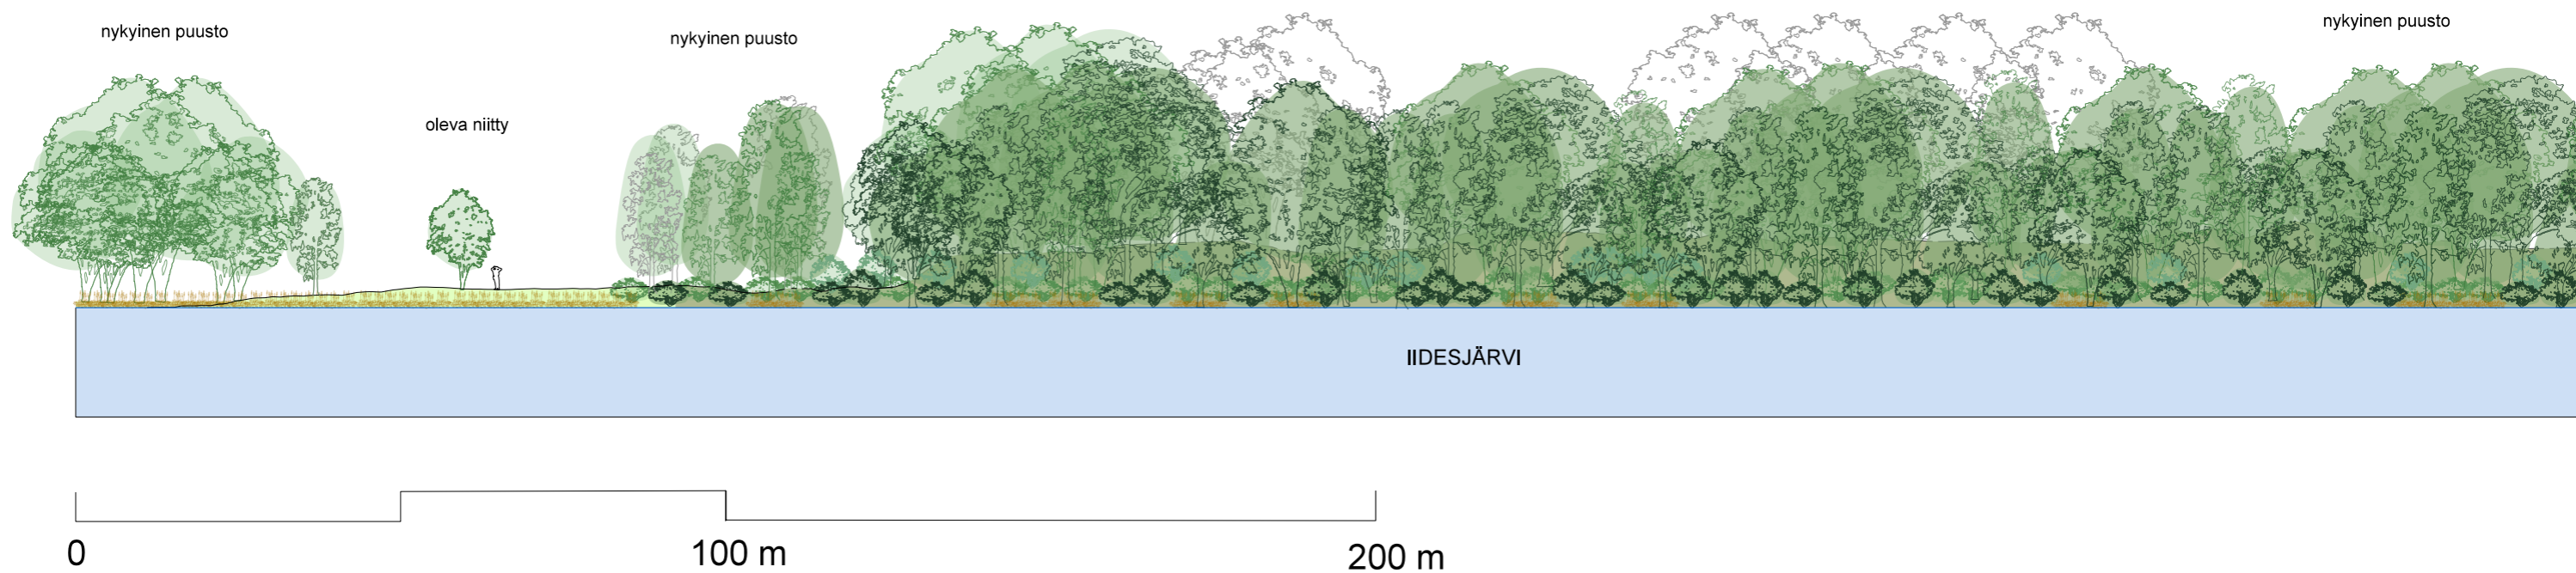 nykyinen puusto
nykyinen puusto
nykyinen puusto
oleva niitty
IIDESJÄRVI
0
100 m
200 m